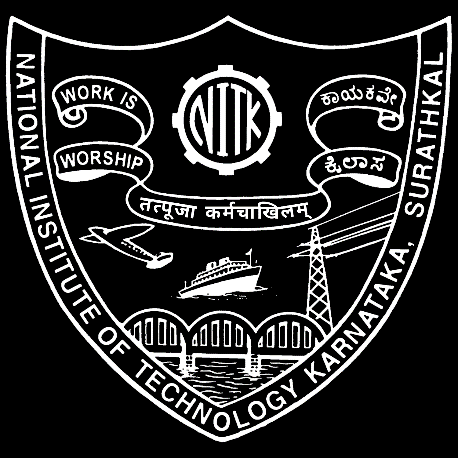 WORK IS
WORSHIP
NITK
ಕಾಯಕವೇ
ಕೈಲಾಸ
तत्पूजा कर्मचाखिलम्
NATIONAL INSTITUTE OF TECHNOLOGY KARNATAKA, SURATHKAL